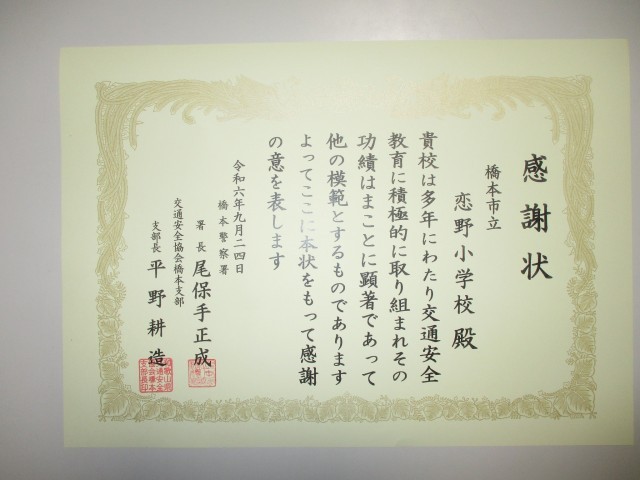 感謝状
橋本市立
恋野小学校 殿
貴校は多年にわたり交通安全
教育に積極的に取り組まれその
功績はまことに顕著であって
他の模範とするものであります
よってここに本状をもって感謝
の意を表します
令和六年九月二四日
橋本警察署
署長 尾保手正成
交通安全協会橋本支部
支部長 平野耕造